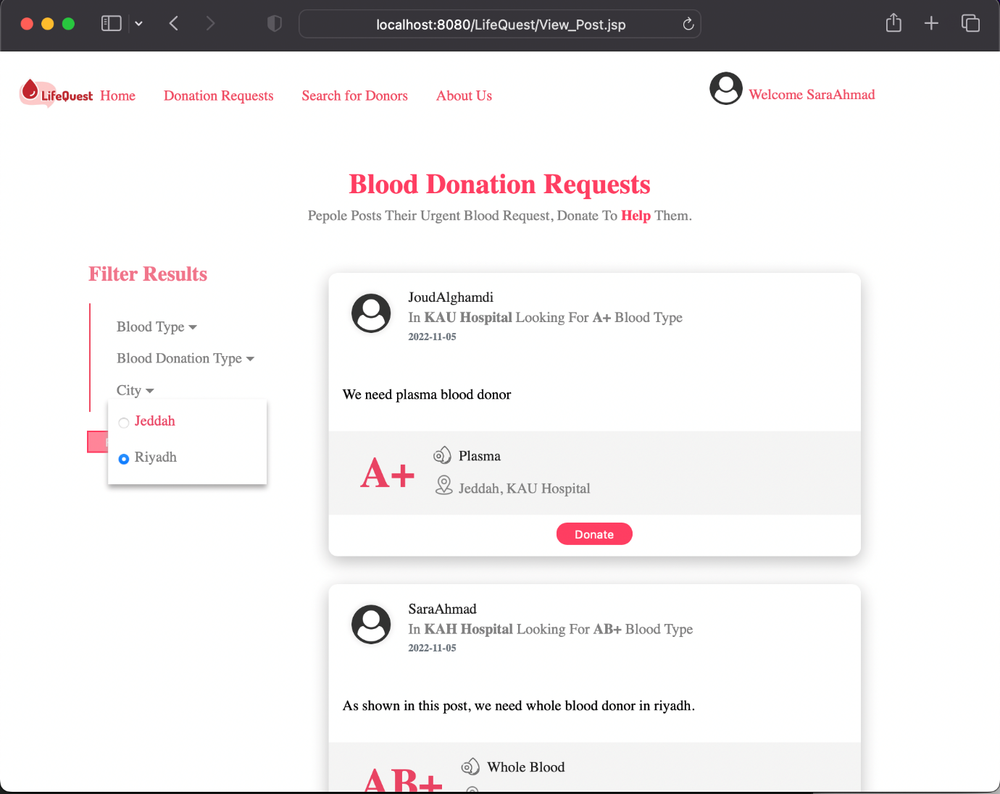 localhost:8080/LifeQuest/View_Post.jsp
LifeQuest Home Donation Requests Search for Donors About Us Welcome SaraAhmad
Blood Donation Requests
Pepole Posts Their Urgent Blood Request, Donate To Help Them.
Filter Results
Blood Type
Blood Donation Type
City
Jeddah
Riyadh
JoudAlghamdi
In KAU Hospital Looking For A+ Blood Type
2022-11-05
We need plasma blood donor
A+
Plasma
Jeddah, KAU Hospital
Donate
SaraAhmad
In KAH Hospital Looking For AB+ Blood Type
2022-11-05
As shown in this post, we need whole blood donor in riyadh.
AB+
Whole Blood